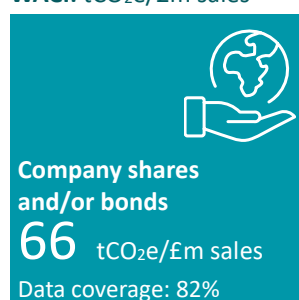 WACI: tCO₂e/£m sales
Company shares
and/or bonds
66 tCO₂e/£m sales
Data coverage: 82%